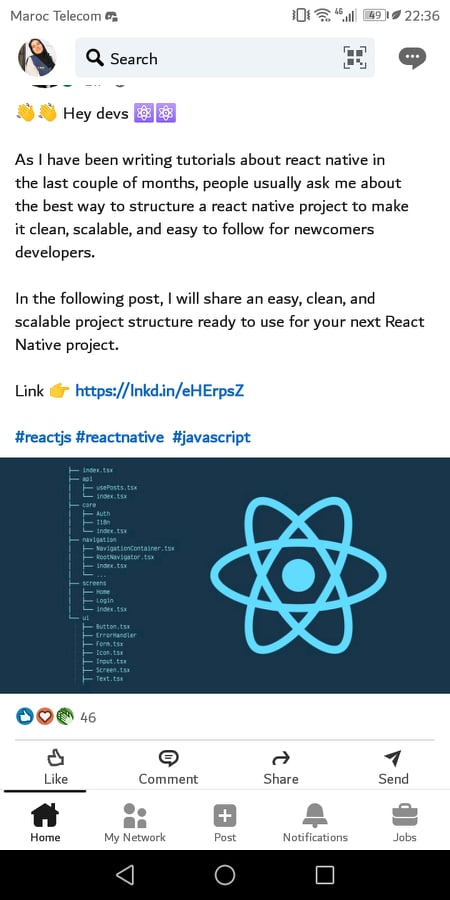 Maroc Telecom
4G
49
22:36
Search
👋👋 Hey devs ⚛️⚛️
As I have been writing tutorials about react native in
the last couple of months, people usually ask me about
the best way to structure a react native project to make
it clean, scalable, and easy to follow for newcomers
developers.
In the following post, I will share an easy, clean, and
scalable project structure ready to use for your next React
Native project.
Link 👉 https://lnkd.in/eHErpsZ
#reactjs #reactnative #javascript
├── index.tsx
├── api
│ ├── usePosts.tsx
│ └── index.tsx
├── core
│ ├── Auth
│ ├── I18n
│ └── index.tsx
├── navigation
│ ├── NavigationContainer.tsx
│ ├── RootNavigator.tsx
│ ├── index.tsx
│ └── ...
├── screens
│ ├── Home
│ ├── Login
│ └── index.tsx
└── ui
├── Button.tsx
├── ErrorHandler
├── Form.tsx
├── Icon.tsx
├── Input.tsx
├── Screen.tsx
├── Text.tsx
46
Like
Comment
Share
Send
Home
My Network
Post
Notifications
Jobs